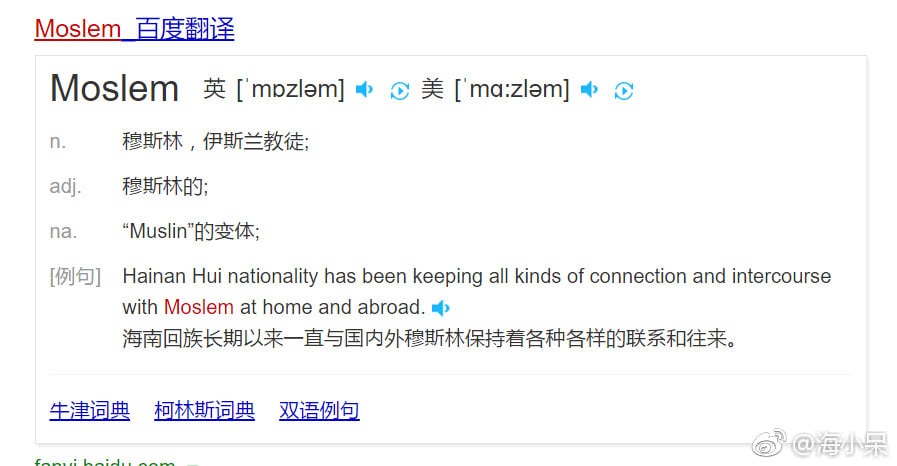 Moslem_百度翻译
Moslem 英 [ˈmɒzləm] 美 [ˈmɑ:zləm]
n. 穆斯林，伊斯兰教徒;
adj. 穆斯林的;
na. “Muslin”的变体;
[例句] Hainan Hui nationality has been keeping all kinds of connection and intercourse
with Moslem at home and abroad.
海南回族长期以来一直与国内外穆斯林保持着各种各样的联系和往来。
牛津词典 柯林斯词典 双语例句
fanyi.baidu.com
@海小呆